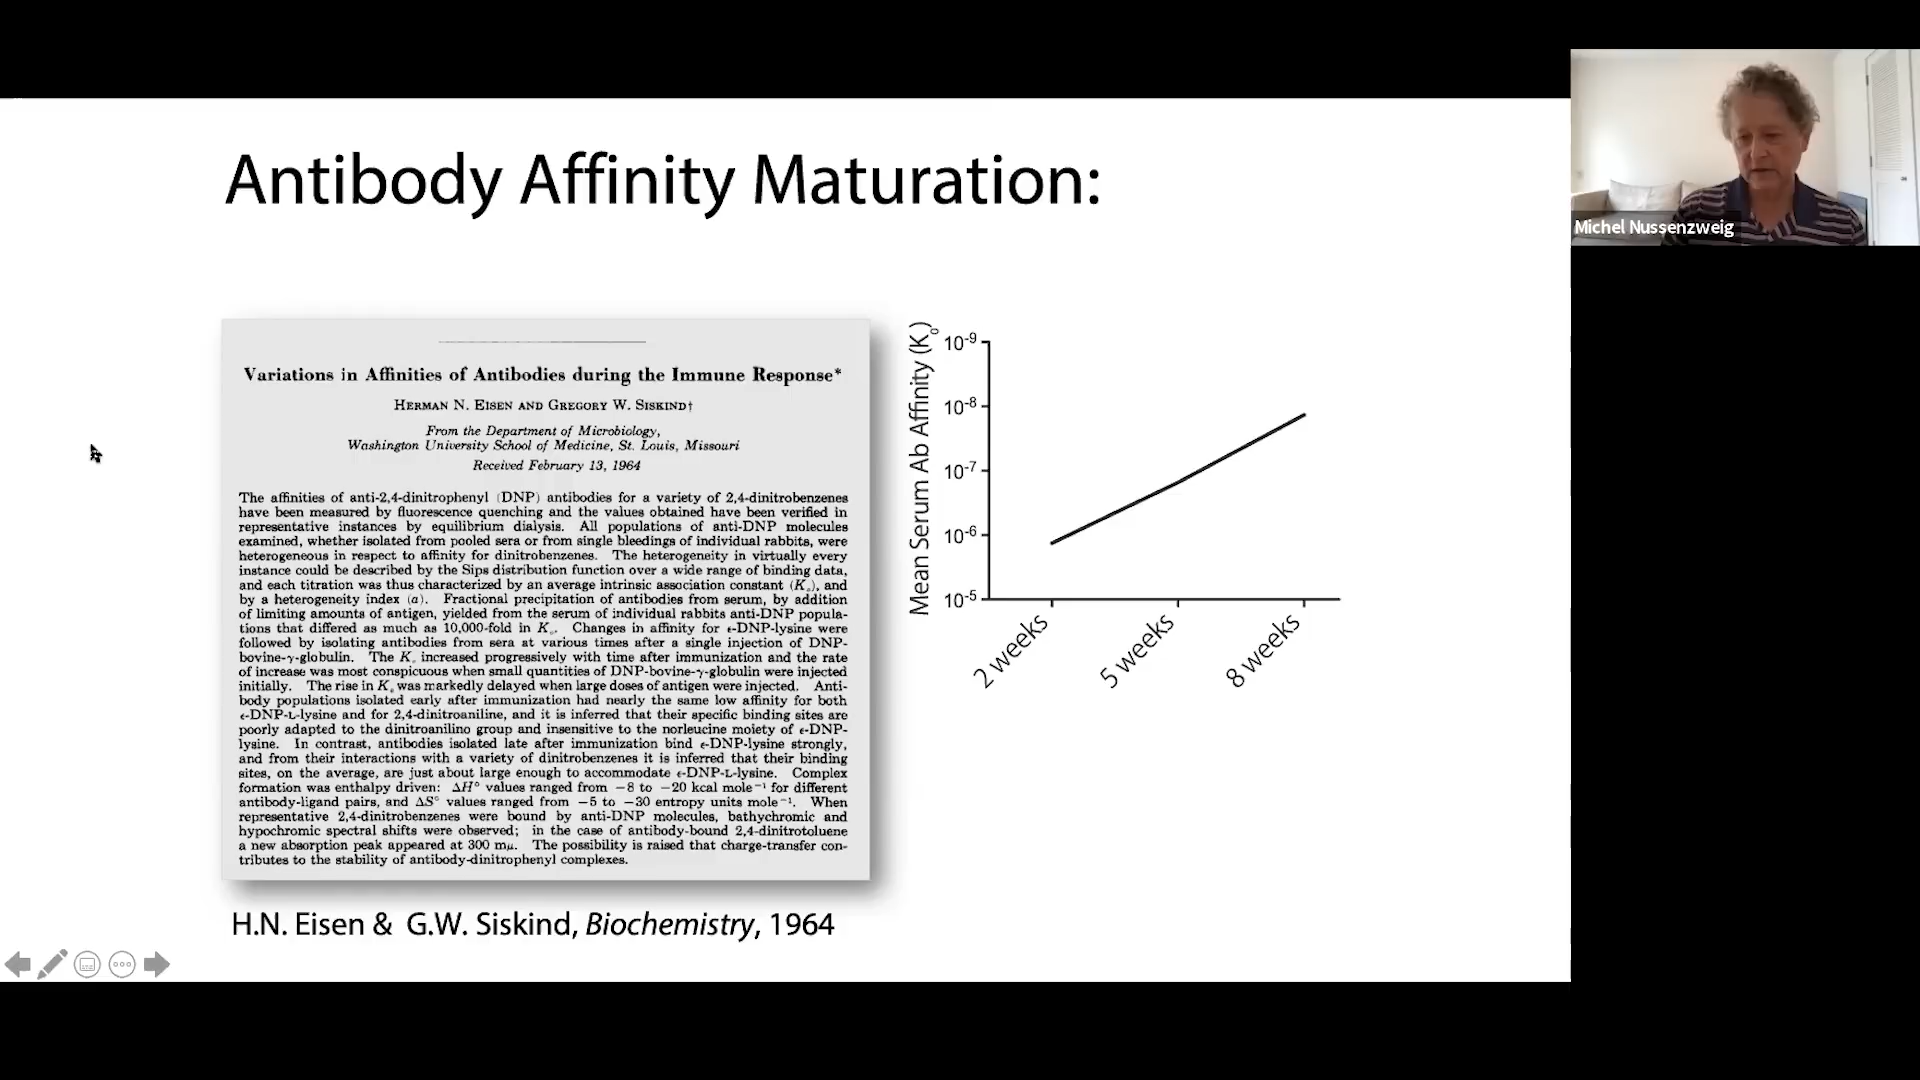 Antibody Affinity Maturation:
Michel Nussenzweig
Variations in Affinities of Antibodies during the Immune Response*
HERMAN N. EISEN AND GREGORY W. SISKIND†
From the Department of Microbiology,
Washington University School of Medicine, St. Louis, Missouri
Received February 13, 1964
The affinities of anti-2,4-dinitrophenyl (DNP) antibodies for a variety of 2,4-dinitrobenzenes
have been measured by fluorescence quenching and the values obtained have been verified in
representative instances by equilibrium dialysis. All populations of anti-DNP molecules
examined, whether isolated from pooled sera or from single bleedings of individual rabbits, were
heterogeneous in respect to affinity for dinitrobenzenes. The heterogeneity in virtually every
instance could be described by the Sips distribution function over a wide range of binding data,
and each titration was thus characterized by an average intrinsic association constant (K₀), and
by a heterogeneity index (a). Fractional precipitation of antibodies from serum, by addition
of limiting amounts of antigen, yielded from the serum of individual rabbits anti-DNP popula-
tions that differed as much as 10,000-fold in K₀. Changes in affinity for ε-DNP-lysine were
followed by isolating antibodies from sera at various times after a single injection of DNP-
bovine-γ-globulin. The K₀ increased progressively with time after immunization and the rate
of increase was most conspicuous when small quantities of DNP-bovine-γ-globulin were injected
initially. The rise in K₀ was markedly delayed when large doses of antigen were injected. Anti-
body populations isolated early after immunization had nearly the same low affinity for both
ε-DNP-L-lysine and for 2,4-dinitroaniline, and it is inferred that their specific binding sites are
poorly adapted to the dinitroanilino group and insensitive to the norleucine moiety of ε-DNP-
lysine. In contrast, antibodies isolated late after immunization bind ε-DNP-lysine strongly,
and from their interactions with a variety of dinitrobenzenes it is inferred that their binding
sites, on the average, are just about large enough to accommodate ε-DNP-L-lysine. Complex
formation was enthalpy driven: ΔH° values ranged from −8 to −20 kcal mole⁻¹ for different
antibody-ligand pairs, and ΔS° values ranged from −5 to −30 entropy units mole⁻¹. When
representative 2,4-dinitrobenzenes were bound by anti-DNP molecules, bathychromic and
hypochromic spectral shifts were observed; in the case of antibody-bound 2,4-dinitrotoluene
a new absorption peak appeared at 300 mμ. The possibility is raised that charge-transfer con-
tributes to the stability of antibody-dinitrophenyl complexes.
H.N. Eisen & G.W. Siskind, Biochemistry, 1964
Mean Serum Ab Affinity (K₀)
10⁻⁹
10⁻⁸
10⁻⁷
10⁻⁶
10⁻⁵
2 weeks
5 weeks
8 weeks